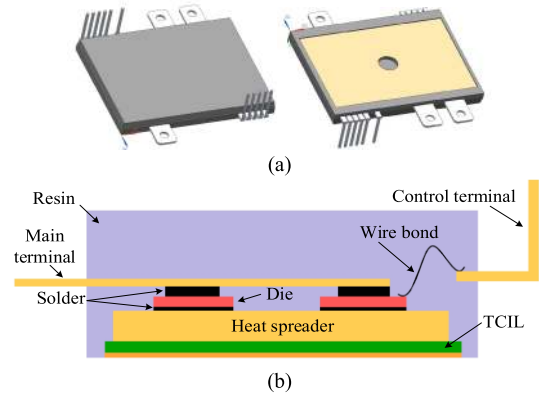 (a)
Resin
Control terminal
Main
terminal
Wire bond
Solder
Die
Heat spreader
TCIL
(b)